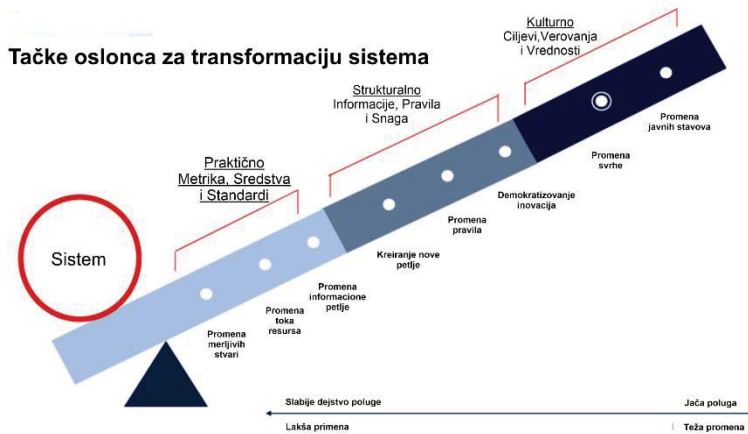 Tačke oslonca za transformaciju sistema
Kulturno
Ciljevi,Verovanja
i Vrednosti
Strukturalno
Informacije, Pravila
i Snaga
Praktično
Metrika, Sredstva
i Standardi
Sistem
Promena
javnih stavova
Promena
svrhe
Demokratizovanje
inovacija
Promena
pravila
Kreiranje nove
petlje
Promena
informacione
petlje
Promena
toka
resursa
Promena
merljivih
stvari
Slabije dejstvo poluge
Jača poluga
Lakša primena
Teža promena